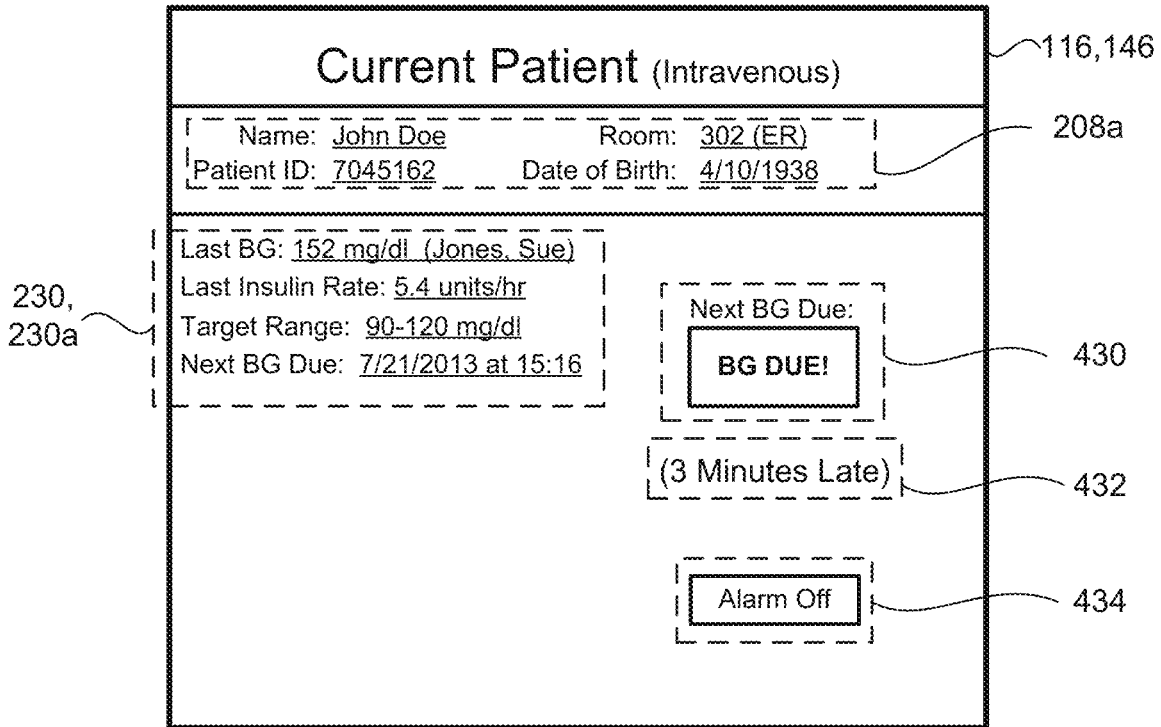 Current Patient (Intravenous)
116,146
Name: John Doe Room: 302 (ER)
208a
Patient ID: 7045162 Date of Birth: 4/10/1938
Last BG: 152 mg/dl (Jones, Sue)
Last Insulin Rate: 5.4 units/hr
230,
230a
Target Range: 90-120 mg/dl
Next BG Due: 7/21/2013 at 15:16
Next BG Due:
BG DUE!
430
(3 Minutes Late)
432
Alarm Off
434